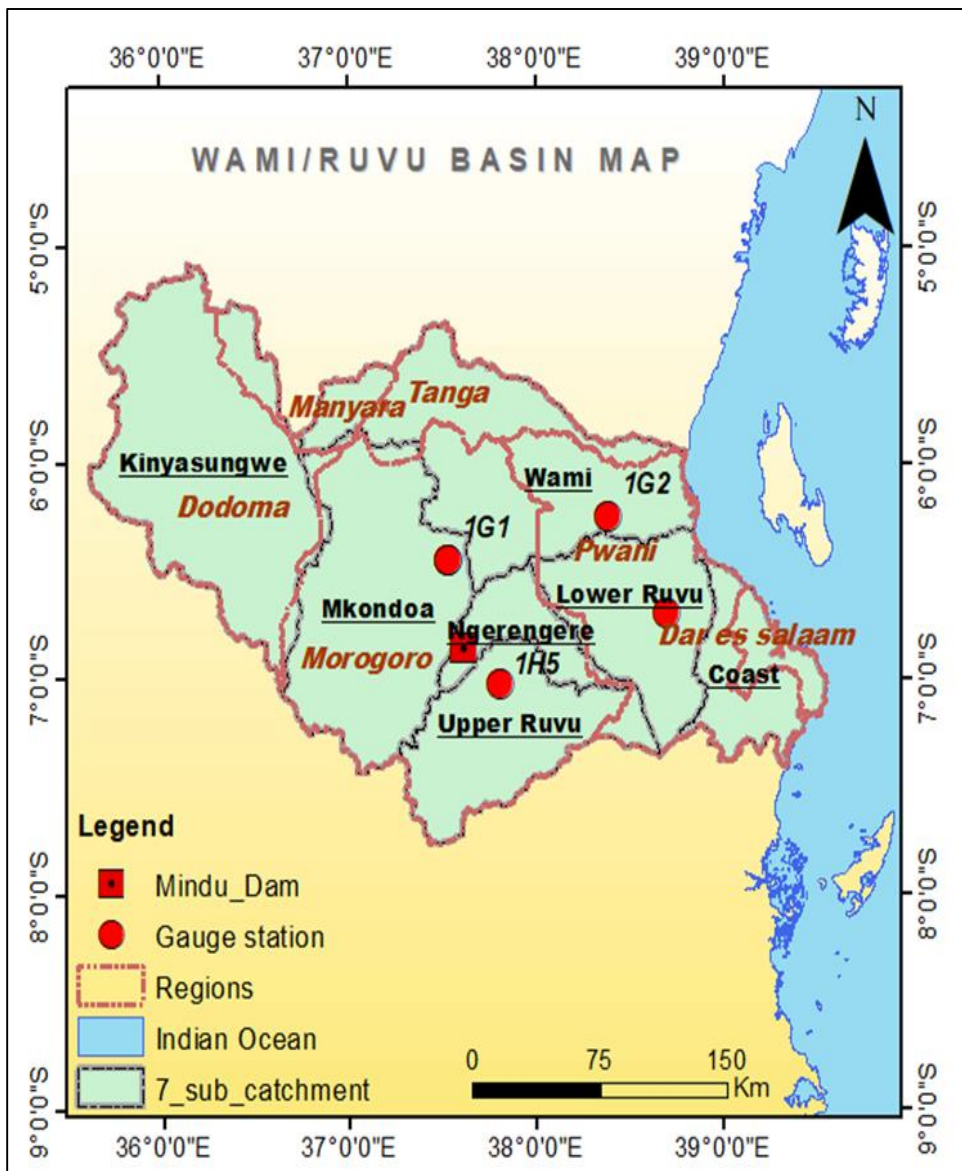 36°0'0"E 37°0'0"E 38°0'0"E 39°0'0"E
N
WAMI/RUVU BASIN MAP
5°0'0"S 5°0'0"S
Tanga
Manyara
Kinyasungwe
6°0'0"S 6°0'0"S
Wami
1G2
Dodoma
1G1
Pwani
Lower Ruvu
Mkondoa
Ngerengere
Dar es salaam
Morogoro
1H5
Coast
7°0'0"S 7°0'0"S
Upper Ruvu
Legend
Mindu_Dam
8°0'0"S 8°0'0"S
Gauge station
Regions
Indian Ocean
7_sub_catchment
0 75 150
Km
9°0'0"S 9°0'0"S
36°0'0"E 37°0'0"E 38°0'0"E 39°0'0"E